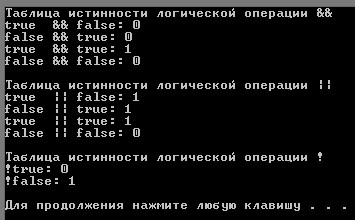 Таблица истинности логической операции &&
true  && false: 0
false && true: 0
true  && true: 1
false && false: 0
Таблица истинности логической операции ||
true  || false: 1
false || true: 1
true  || true: 1
false || false: 0
Таблица истинности логической операции !
!true: 0
!false: 1
Для продолжения нажмите любую клавишу . . .